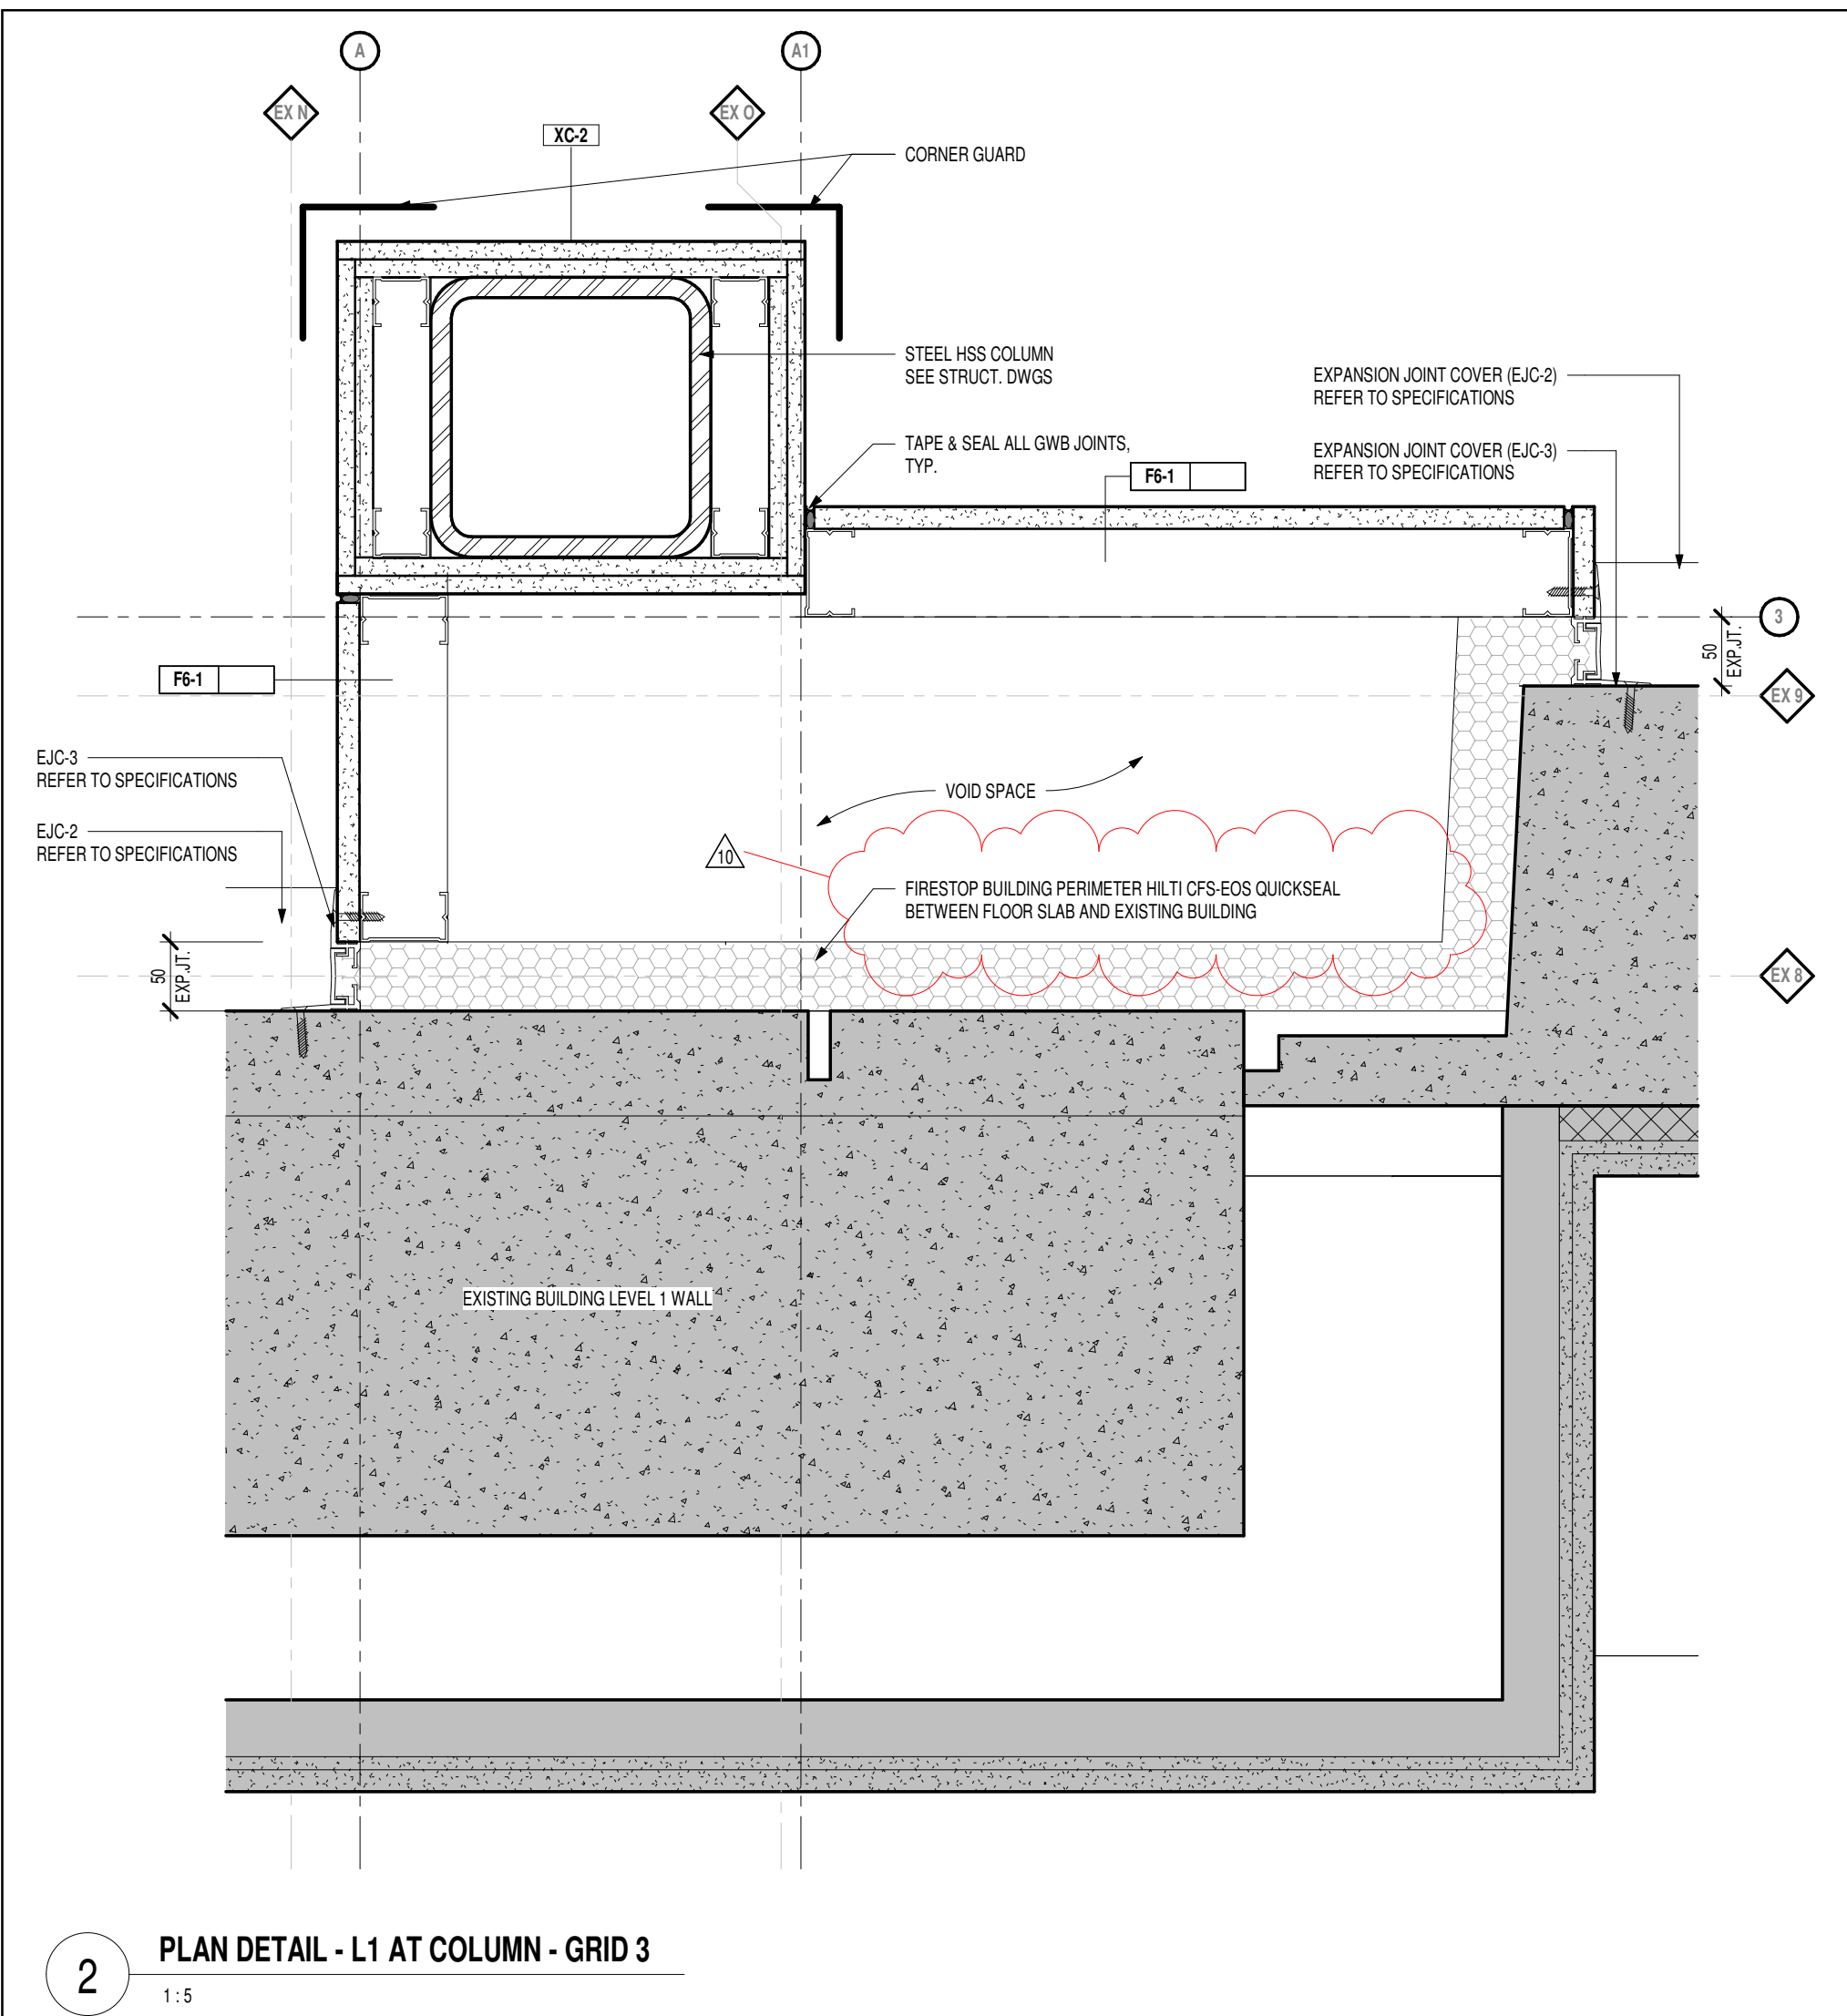 A
A1
EX N
EX O
XC-2
CORNER GUARD
STEEL HSS COLUMN
SEE STRUCT. DWGS
EXPANSION JOINT COVER (EJC-2)
REFER TO SPECIFICATIONS
TAPE & SEAL ALL GWB JOINTS,
TYP.
EXPANSION JOINT COVER (EJC-3)
REFER TO SPECIFICATIONS
F6-1
3
50
EXP.JT.
F6-1
EX 9
EJC-3
REFER TO SPECIFICATIONS
VOID SPACE
EJC-2
REFER TO SPECIFICATIONS
10
FIRESTOP BUILDING PERIMETER HILTI CFS-EOS QUICKSEAL
BETWEEN FLOOR SLAB AND EXISTING BUILDING
50
EXP.JT.
EX 8
EXISTING BUILDING LEVEL 1 WALL
2
PLAN DETAIL - L1 AT COLUMN - GRID 3
1 : 5